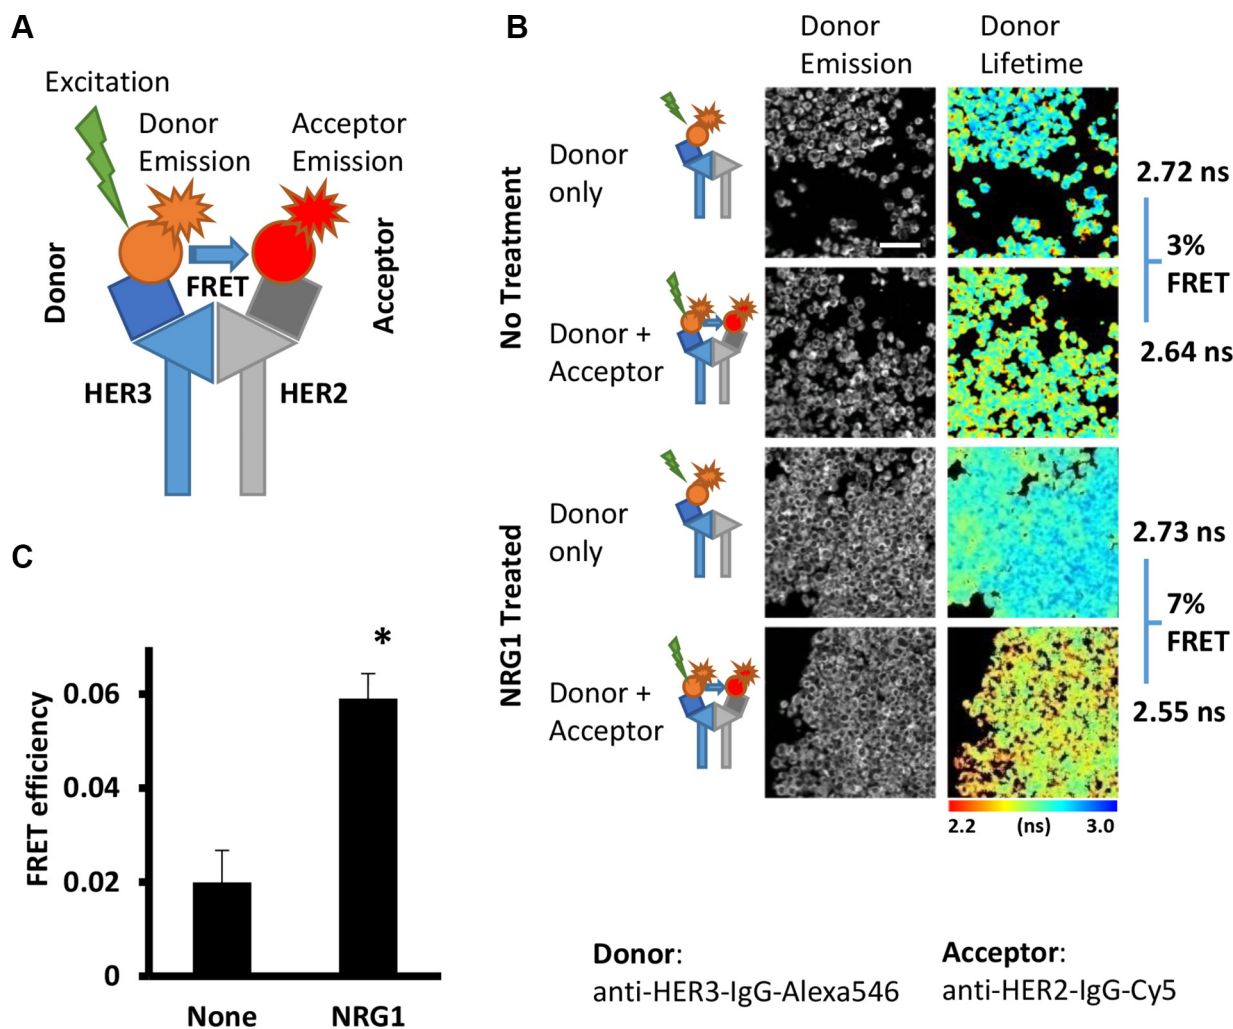 A
Excitation
Donor
Emission
Acceptor
Emission
Donor
FRET
Acceptor
HER3
HER2
B
Donor
Emission
Donor
Lifetime
No Treatment
Donor
only
2.72 ns
3%
FRET
Donor +
Acceptor
2.64 ns
NRG1 Treated
Donor
only
2.73 ns
7%
FRET
Donor +
Acceptor
2.55 ns
2.2 (ns) 3.0
Donor:
anti-HER3-IgG-Alexa546
Acceptor:
anti-HER2-IgG-Cy5
C
FRET efficiency
*
0.06
0.04
0.02
0
None
NRG1